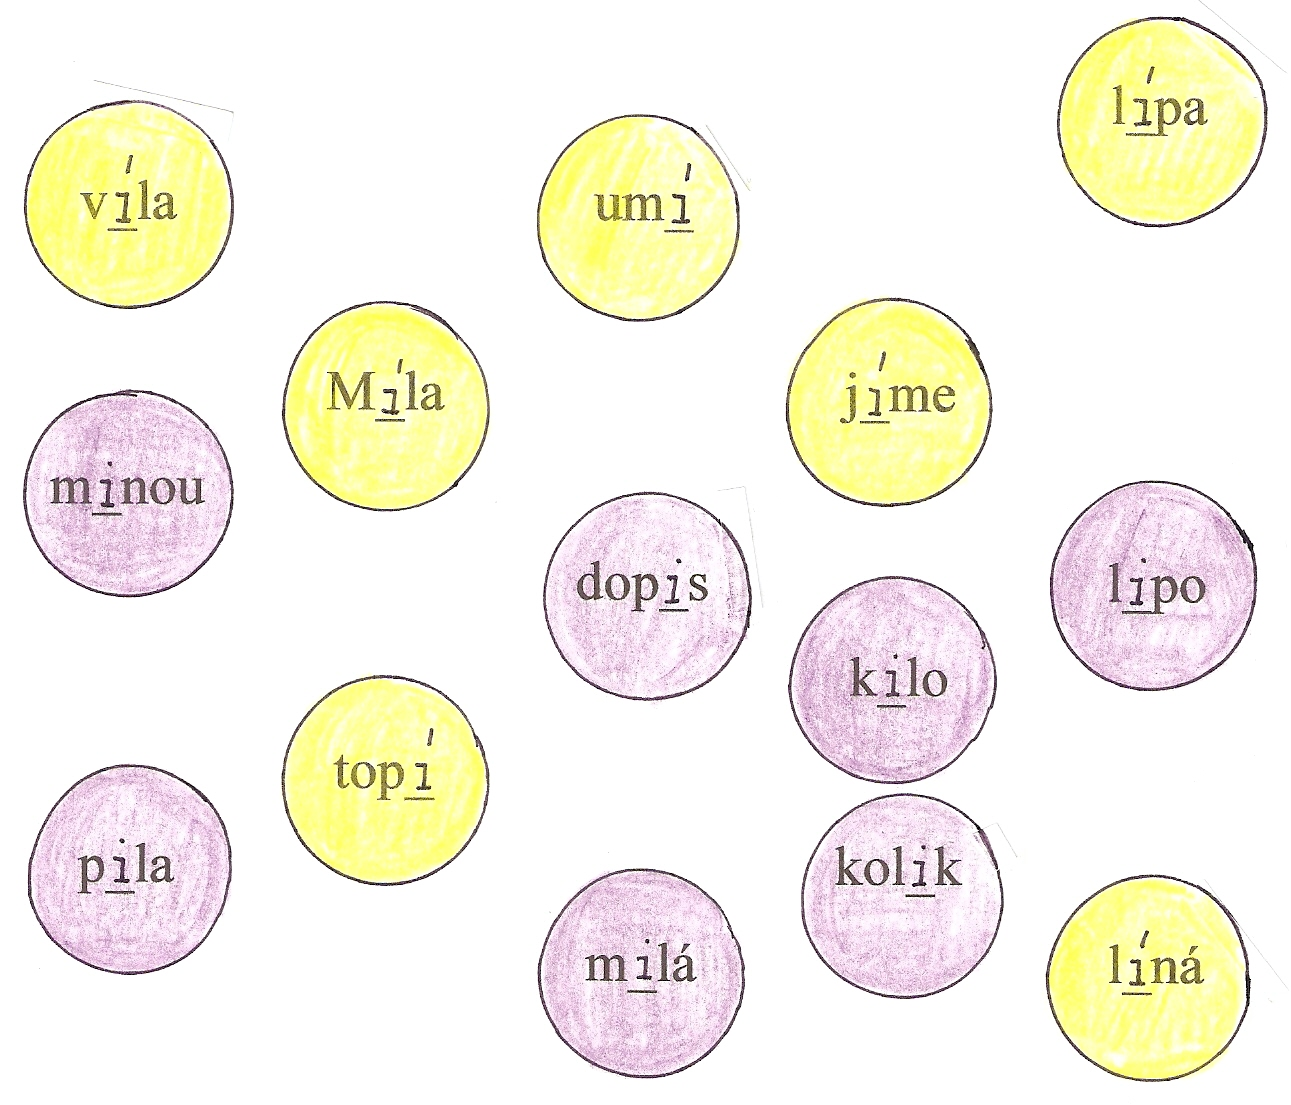 lípa
víla
umí
Míla
jíme
minou
dopis
lipo
kilo
topí
pila
kolik
milá
líná